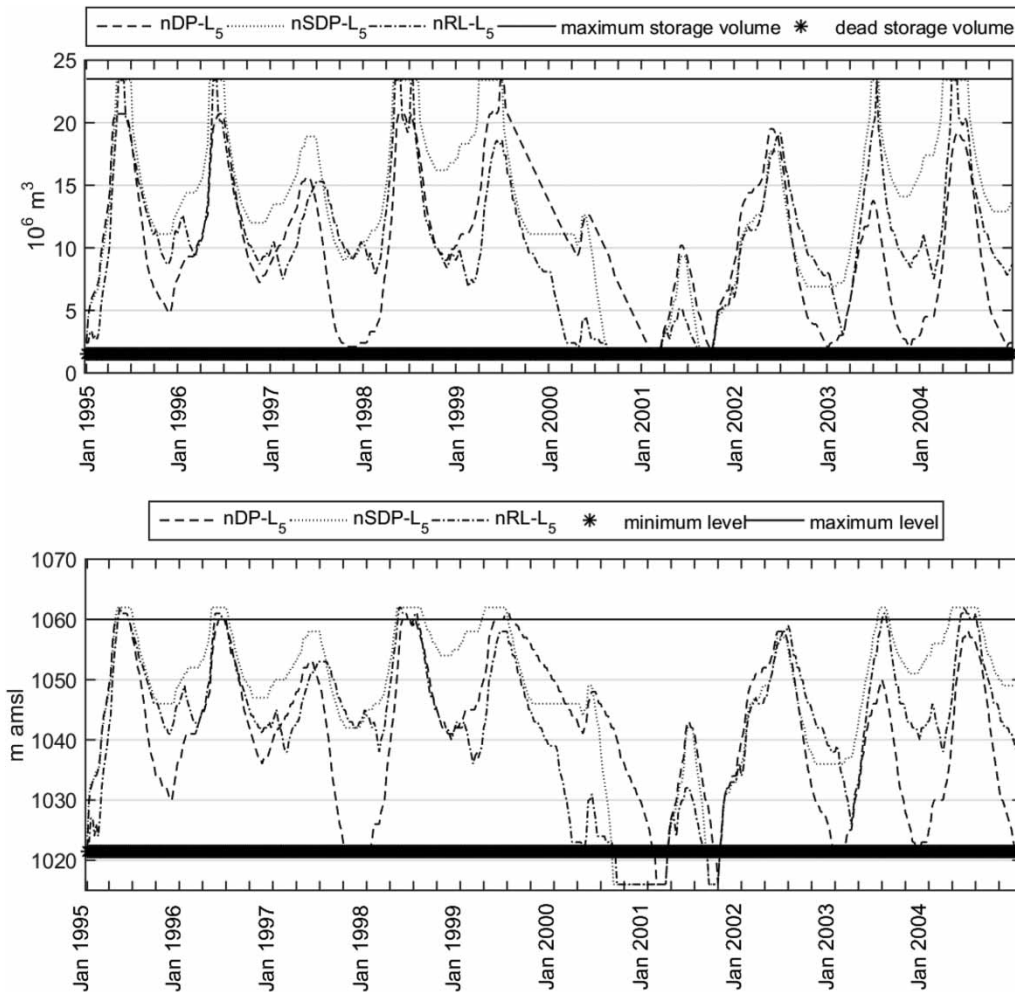 nDP-L5 nSDP-L5 nRL-L5 maximum storage volume * dead storage volume
25
20
15
10
5
0
10^6 m^3
Jan 1995 Jan 1996 Jan 1997 Jan 1998 Jan 1999 Jan 2000 Jan 2001 Jan 2002 Jan 2003 Jan 2004
nDP-L5 nSDP-L5 nRL-L5 * minimum level maximum level
1070
1060
1050
1040
1030
1020
m amsl
Jan 1995 Jan 1996 Jan 1997 Jan 1998 Jan 1999 Jan 2000 Jan 2001 Jan 2002 Jan 2003 Jan 2004